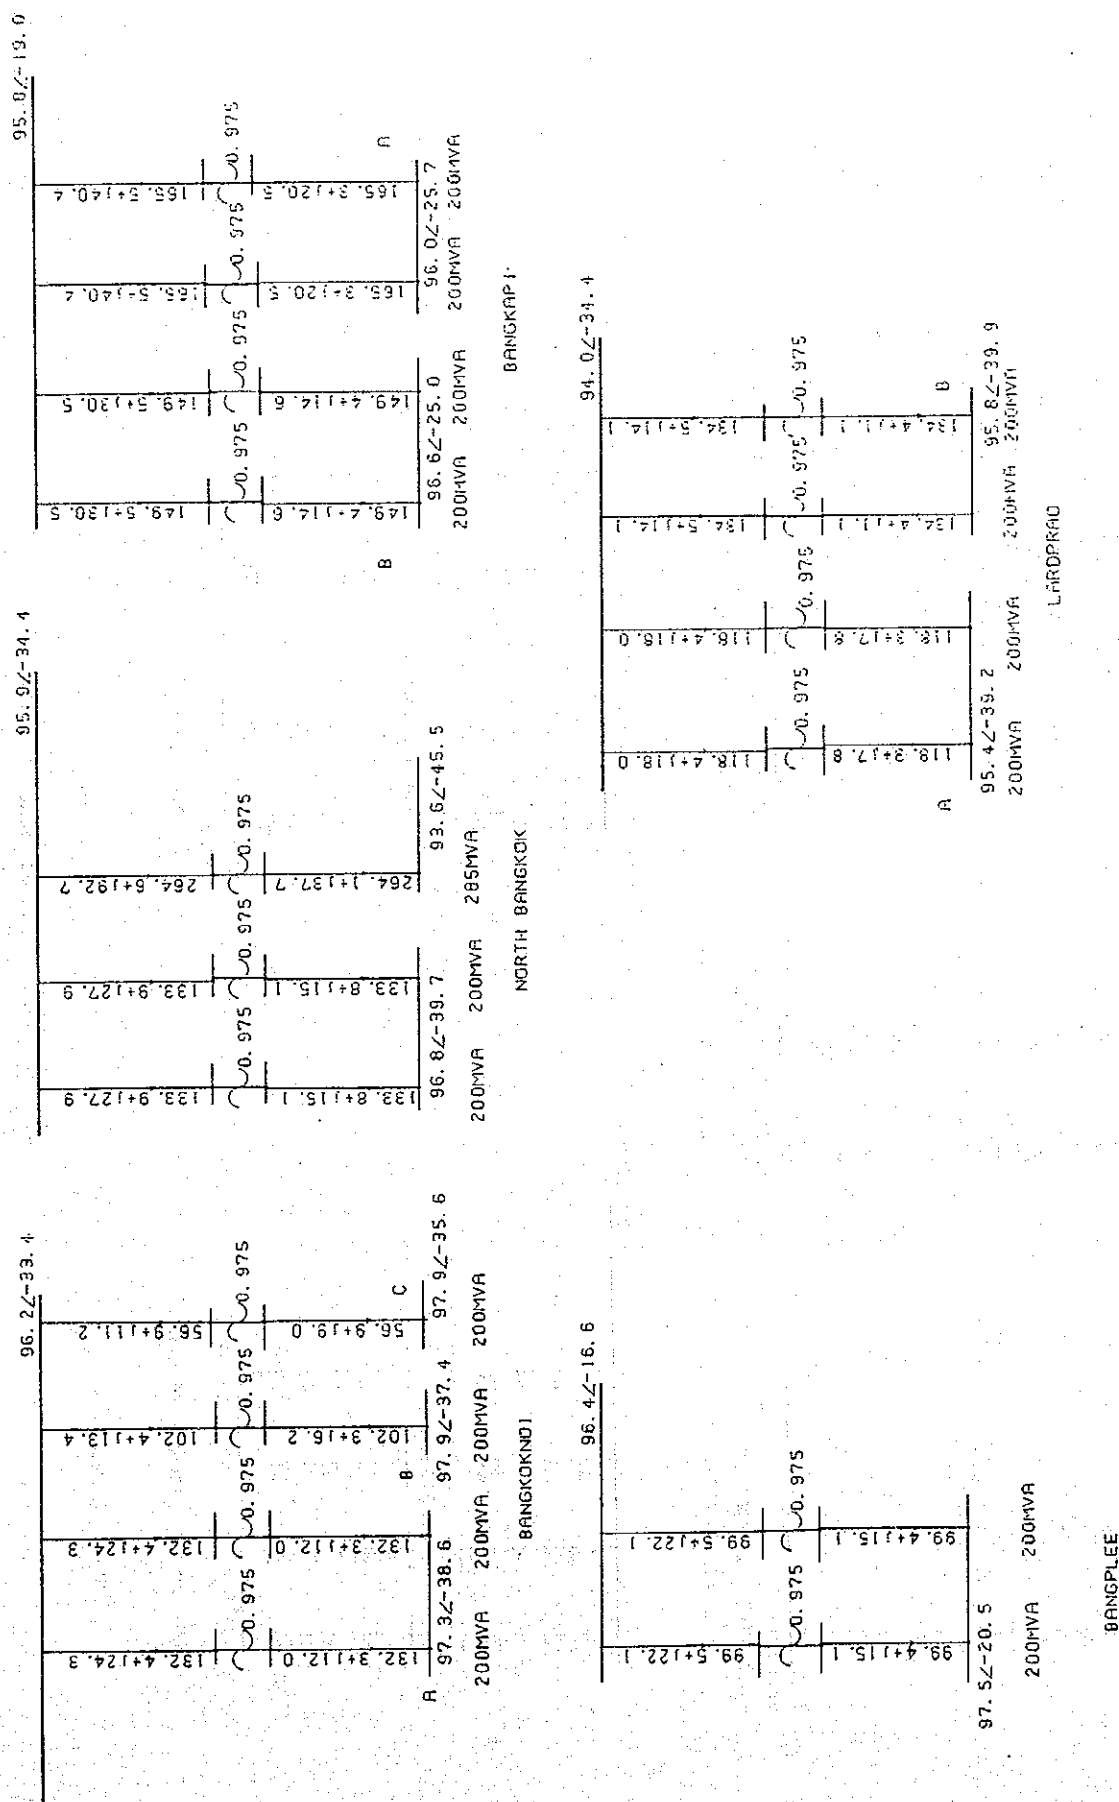 96.2∠-33.4
132.4+j24.3
132.4+j24.3
102.4+j13.4
56.9+j11.2
0.975
0.975
0.975
0.975
132.3+j12.0
132.3+j12.0
102.3+j6.2
56.9+j9.0
A
B
C
97.3∠-38.6
97.9∠-37.4
97.9∠-35.6
200MVA
200MVA
200MVA
200MVA
BANGKOKNOI
95.9∠-34.4
133.9+j27.9
133.9+j27.9
264.6+j92.7
0.975
0.975
0.975
133.8+j15.1
133.8+j15.1
264.1+j37.7
96.8∠-39.7
93.6∠-45.5
200MVA
200MVA
285MVA
NORTH BANGKOK
95.8∠-19.0
149.5+j30.5
149.5+j30.5
165.5+j40.4
165.5+j40.4
0.975
0.975
0.975
0.975
149.4+j14.6
149.4+j14.6
165.3+j20.5
165.3+j20.5
B
A
96.6∠-25.0
96.0∠-25.7
200MVA
200MVA
200MVA
200MVA
BANGKAPI
96.4∠-16.6
99.5+j22.1
99.5+j22.1
0.975
0.975
99.4+j15.1
99.4+j15.1
97.5∠-20.5
200MVA
200MVA
BANGPLEE
94.0∠-34.4
118.4+j18.0
118.4+j18.0
134.5+j14.1
134.5+j14.1
0.975
0.975
0.975
0.975
118.3+j7.8
118.3+j7.8
134.4+j1.1
134.4+j1.1
A
B
95.4∠-39.2
95.8∠-39.9
200MVA
200MVA
200MVA
200MVA
LARDPRAO